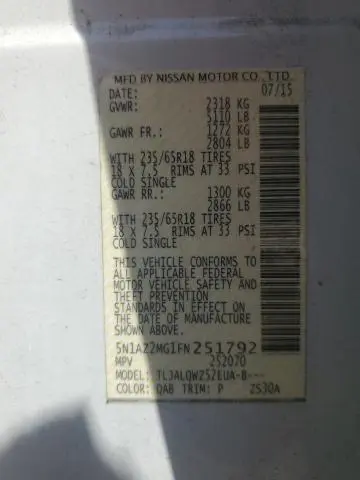 MFD BY NISSAN MOTOR CO., LTD.
DATE: 07/15
GVWR: 2318 KG
5110 LB
GAWR FR.: 1272 KG
2804 LB
WITH 235/65R18 TIRES
18 X 7.5 RIMS AT 33 PSI
COLD SINGLE
GAWR RR.: 1300 KG
2866 LB
WITH 235/65R18 TIRES
18 X 7.5 RIMS AT 33 PSI
COLD SINGLE
THIS VEHICLE CONFORMS TO
ALL APPLICABLE FEDERAL
MOTOR VEHICLE SAFETY AND
THEFT PREVENTION
STANDARDS IN EFFECT ON
THE DATE OF MANUFACTURE
SHOWN ABOVE.
5N1AZ2MG1FN251792
MPV 252070
MODEL:
COLOR: QAB TRIM: P 2S30A